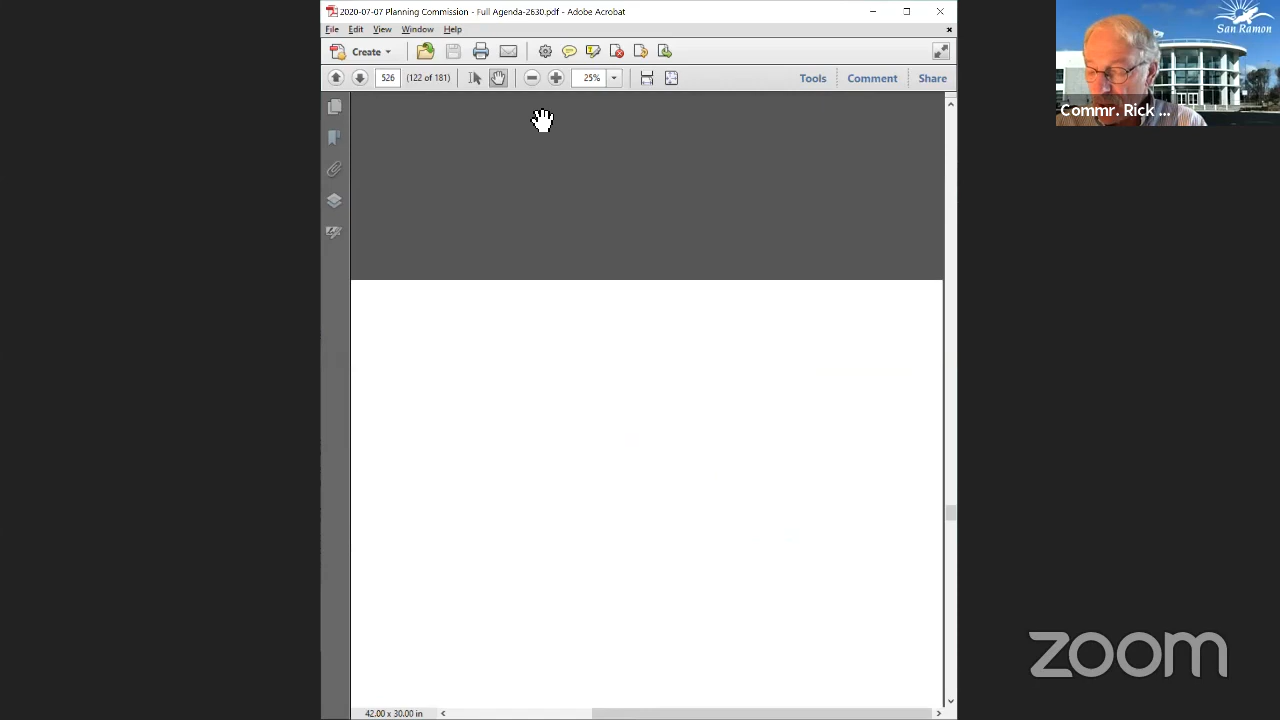 2020-07-07 Planning Commission - Full Agenda-2630.pdf - Adobe Acrobat
File Edit View Window Help
Create
526 (122 of 181) 25% Tools Comment Share
San Ramon
Commr. Rick ...
zoom
42.00 x 30.00 in